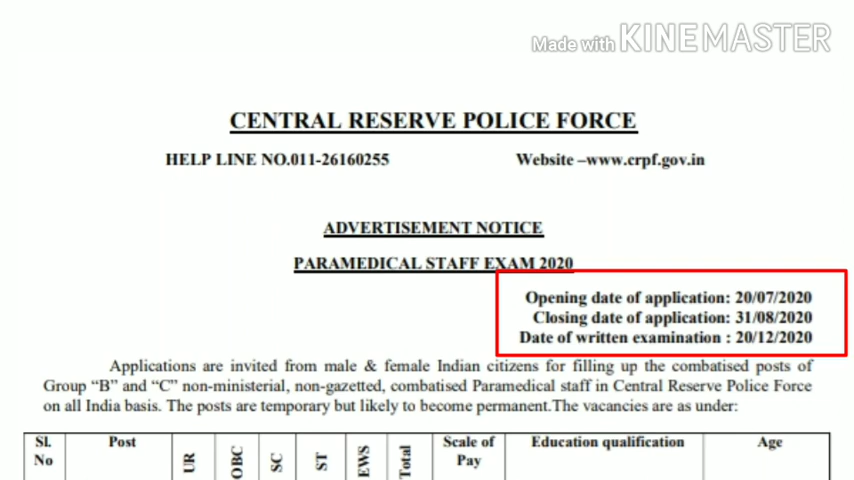 Made with KINEMASTER
CENTRAL RESERVE POLICE FORCE
HELP LINE NO.011-26160255 Website –www.crpf.gov.in
ADVERTISEMENT NOTICE
PARAMEDICAL STAFF EXAM 2020
Opening date of application: 20/07/2020
Closing date of application: 31/08/2020
Date of written examination : 20/12/2020
Applications are invited from male & female Indian citizens for filling up the combatised posts of
Group “B” and “C” non-ministerial, non-gazetted, combatised Paramedical staff in Central Reserve Police Force
on all India basis. The posts are temporary but likely to become permanent.The vacancies are as under:
Sl. Post UR OBC SC ST EWS Total Scale of Education qualification Age
No Pay